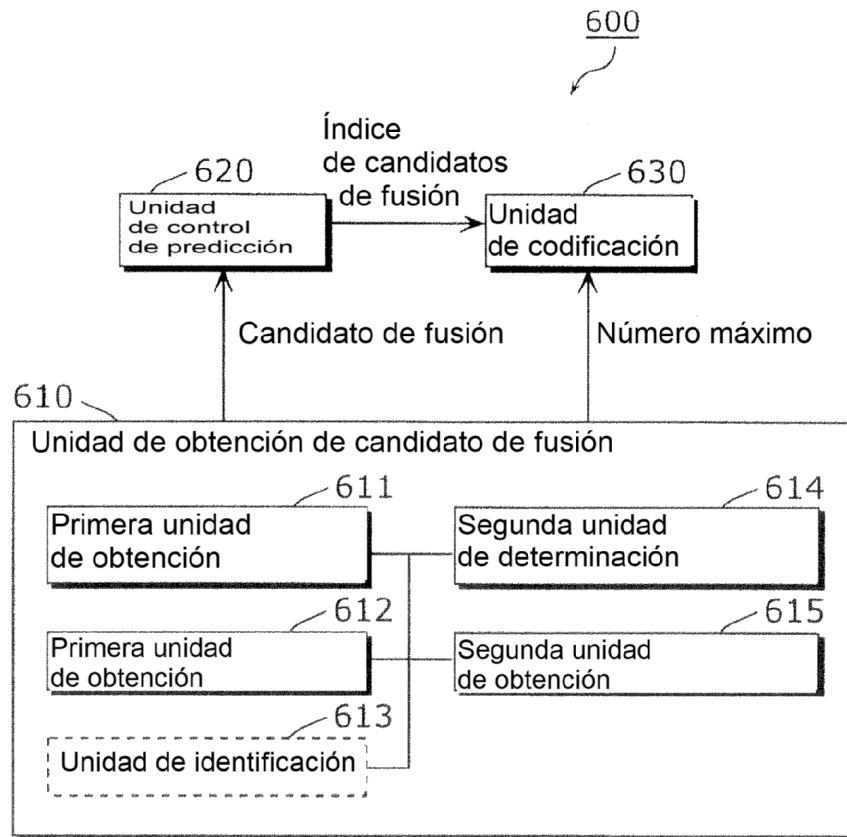 600
Índice
de candidatos
de fusión
620
Unidad
de control
de predicción
630
Unidad
de codificación
Candidato de fusión
Número máximo
610
Unidad de obtención de candidato de fusión
611
Primera unidad
de obtención
614
Segunda unidad
de determinación
612
Primera unidad
de obtención
615
Segunda unidad
de obtención
613
Unidad de identificación